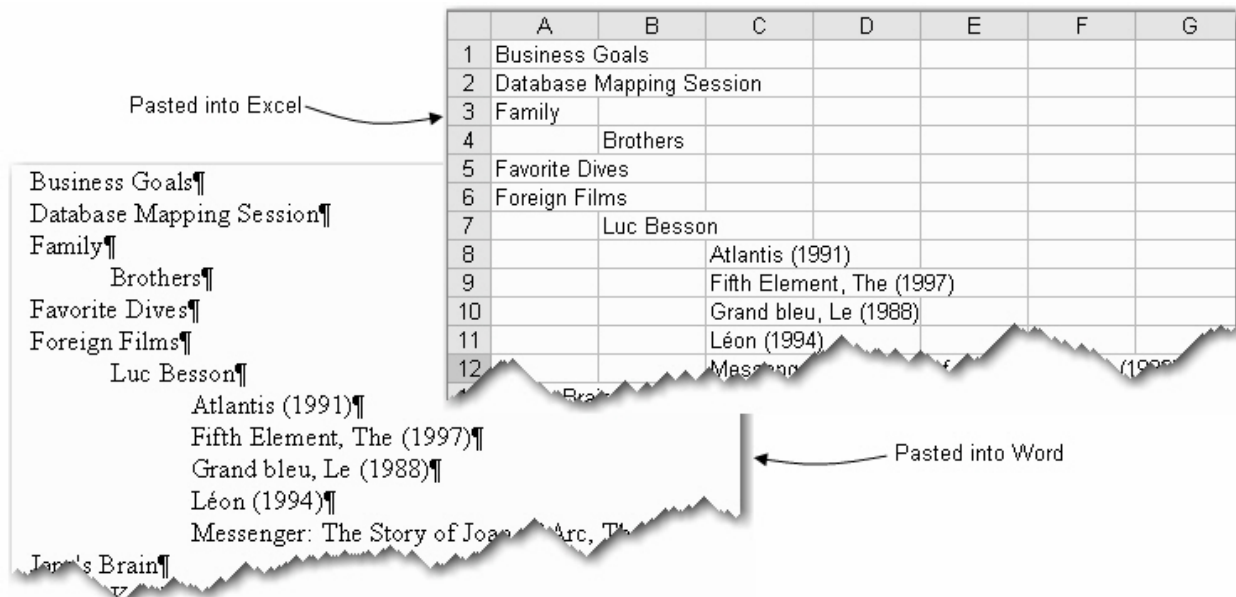 A B C D E F G
1 Business Goals
2 Database Mapping Session
Pasted into Excel
3 Family
4 Brothers
5 Favorite Dives
6 Foreign Films
7 Luc Besson
8 Atlantis (1991)
9 Fifth Element, The (1997)
10 Grand bleu, Le (1988)
11 Léon (1994)
12
Business Goals¶
Database Mapping Session¶
Family¶
Brothers¶
Favorite Dives¶
Foreign Films¶
Luc Besson¶
Atlantis (1991)¶
Fifth Element, The (1997)¶
Grand bleu, Le (1988)¶
Léon (1994)¶
Messenger: The Story of Joan of Arc,
Brain¶
Pasted into Word